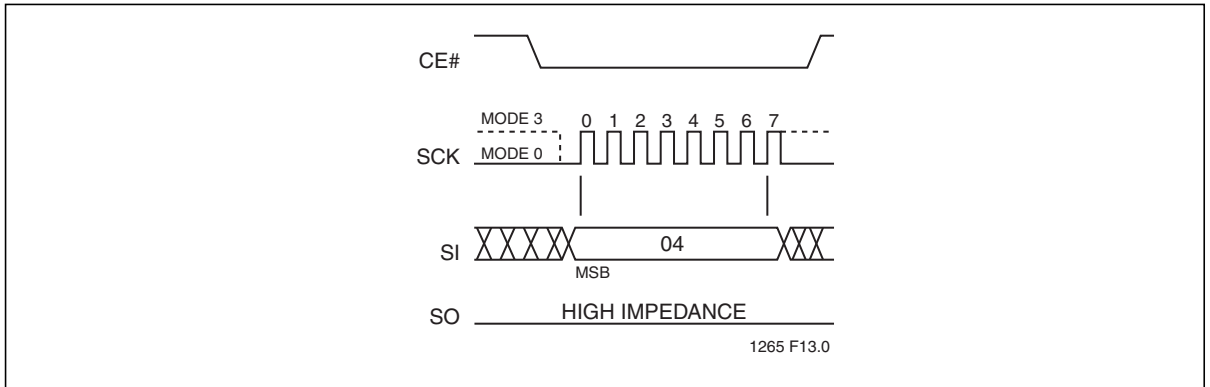 CE#
MODE 3
0 1 2 3 4 5 6 7
SCK
MODE 0
SI
04
MSB
SO
HIGH IMPEDANCE
1265 F13.0